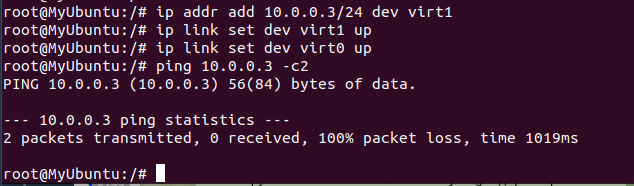 root@MyUbuntu:/# ip addr add 10.0.0.3/24 dev virt1
root@MyUbuntu:/# ip link set dev virt1 up
root@MyUbuntu:/# ip link set dev virt0 up
root@MyUbuntu:/# ping 10.0.0.3 -c2
PING 10.0.0.3 (10.0.0.3) 56(84) bytes of data.

--- 10.0.0.3 ping statistics ---
2 packets transmitted, 0 received, 100% packet loss, time 1019ms

root@MyUbuntu:/#